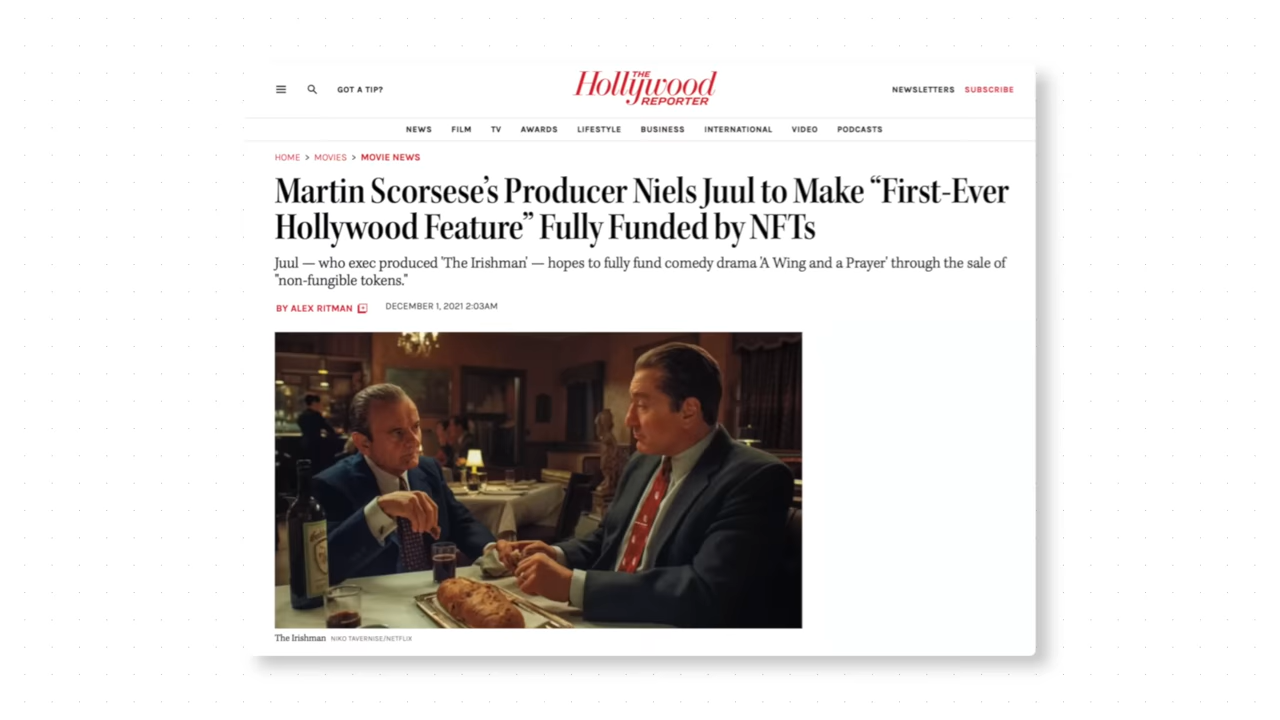 GOT A TIP?
THE
Hollywood
REPORTER
NEWSLETTERS SUBSCRIBE
NEWS FILM TV AWARDS LIFESTYLE BUSINESS INTERNATIONAL VIDEO PODCASTS
HOME > MOVIES > MOVIE NEWS
Martin Scorsese’s Producer Niels Juul to Make “First-Ever
Hollywood Feature” Fully Funded by NFTs
Juul — who exec produced 'The Irishman' — hopes to fully fund comedy drama 'A Wing and a Prayer' through the sale of
"non-fungible tokens."
BY ALEX RITMAN DECEMBER 1, 2021 2:03AM
The Irishman NIKO TAVERNISE/NETFLIX